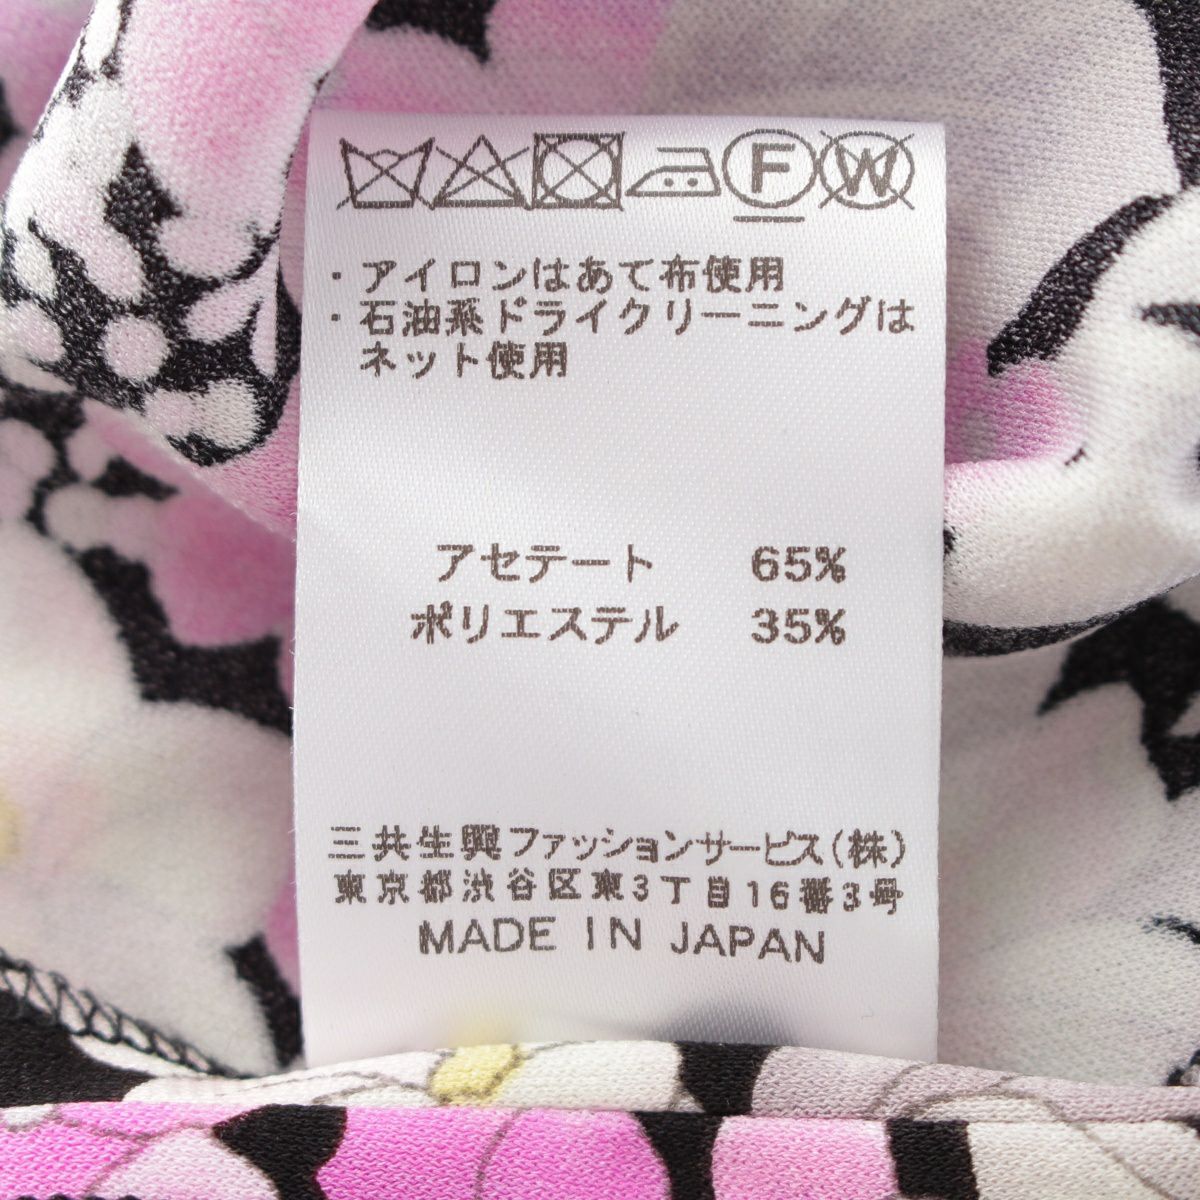 F W
・アイロンはあて布使用
・石油系ドライクリーニングは
ネット使用
アセテート 65%
ポリエステル 35%
三共生興ファッションサービス(株)
東京都渋谷区東3丁目16番3号
MADE IN JAPAN